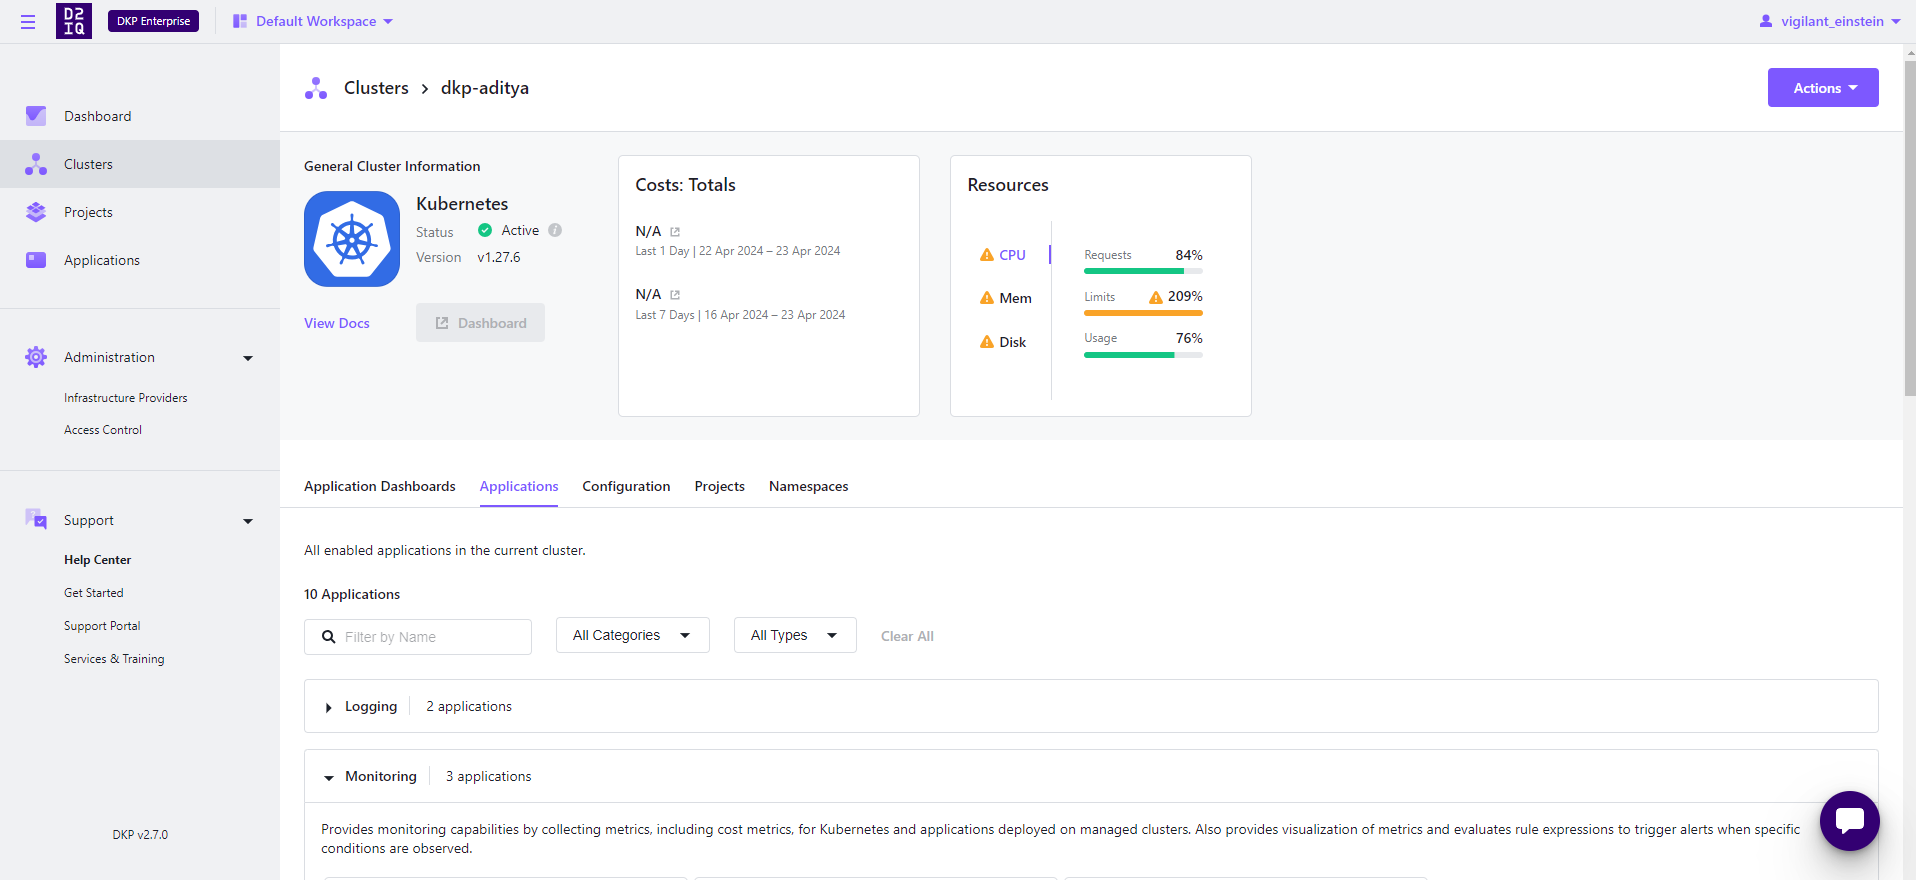 D2
IQ
DKP Enterprise
Default Workspace
vigilant_einstein
Dashboard
Clusters
Projects
Applications
Administration
Infrastructure Providers
Access Control
Support
Help Center
Get Started
Support Portal
Services & Training
DKP v2.7.0
Clusters > dkp-aditya
Actions
General Cluster Information
Kubernetes
Status Active
Version v1.27.6
View Docs
Dashboard
Costs: Totals
N/A
Last 1 Day | 22 Apr 2024 – 23 Apr 2024
N/A
Last 7 Days | 16 Apr 2024 – 23 Apr 2024
Resources
CPU
Mem
Disk
Requests 84%
Limits 209%
Usage 76%
Application Dashboards Applications Configuration Projects Namespaces
All enabled applications in the current cluster.
10 Applications
Filter by Name All Categories All Types Clear All
Logging 2 applications
Monitoring 3 applications
Provides monitoring capabilities by collecting metrics, including cost metrics, for Kubernetes and applications deployed on managed clusters. Also provides visualization of metrics and evaluates rule expressions to trigger alerts when specific
conditions are observed.